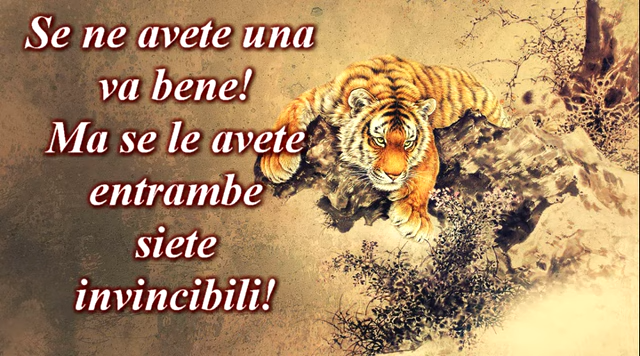 Se ne avete una
va bene!
Ma se le avete
entrambe
siete
invincibili!